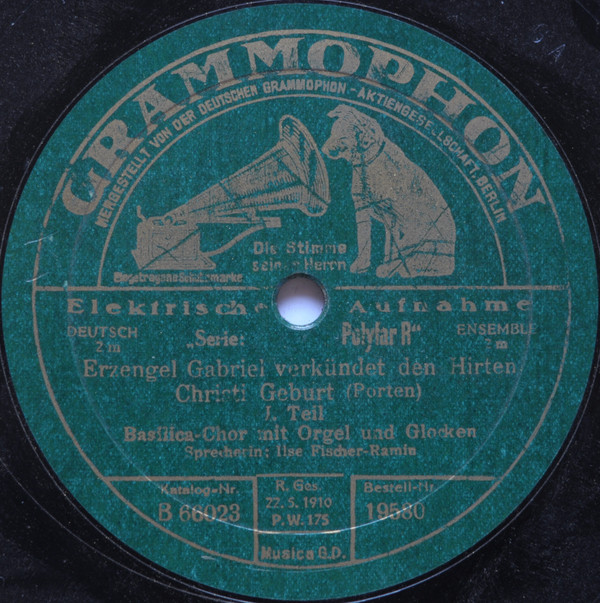 GRAMMOPHON
HERGESTELLT VON DER DEUTSCHEN GRAMMOPHON-AKTIENGESELLSCHAFT, BERLIN
Die Stimme
seines Herrn
Eingetragene Schutzmarke
Elektrische Aufnahme
DEUTSCH
2m
„Serie: Polyfar R“
ENSEMBLE
m
Erzengel Gabriel verkündet den Hirten
Christi Geburt (Porten)
I. Teil
Basilica-Chor mit Orgel und Glocken
Sprecherin: Ilse Fischer-Ramin
Katalog-Nr.
B 66023
R. Ges.
22. 5. 1910
P. W. 175
Bestell-Nr.
19580
Musica G.D.